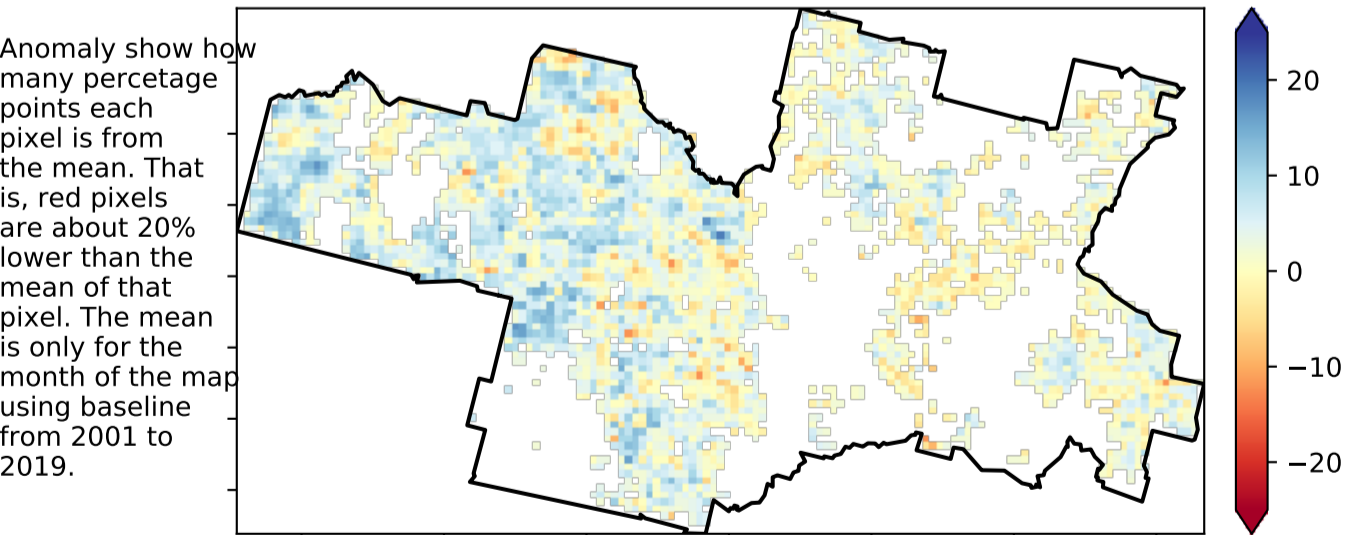 Anomaly show how
many percetage
points each
pixel is from
the mean. That
is, red pixels
are about 20%
lower than the
mean of that
pixel. The mean
is only for the
month of the map
using baseline
from 2001 to
2019.
20
10
0
−10
−20